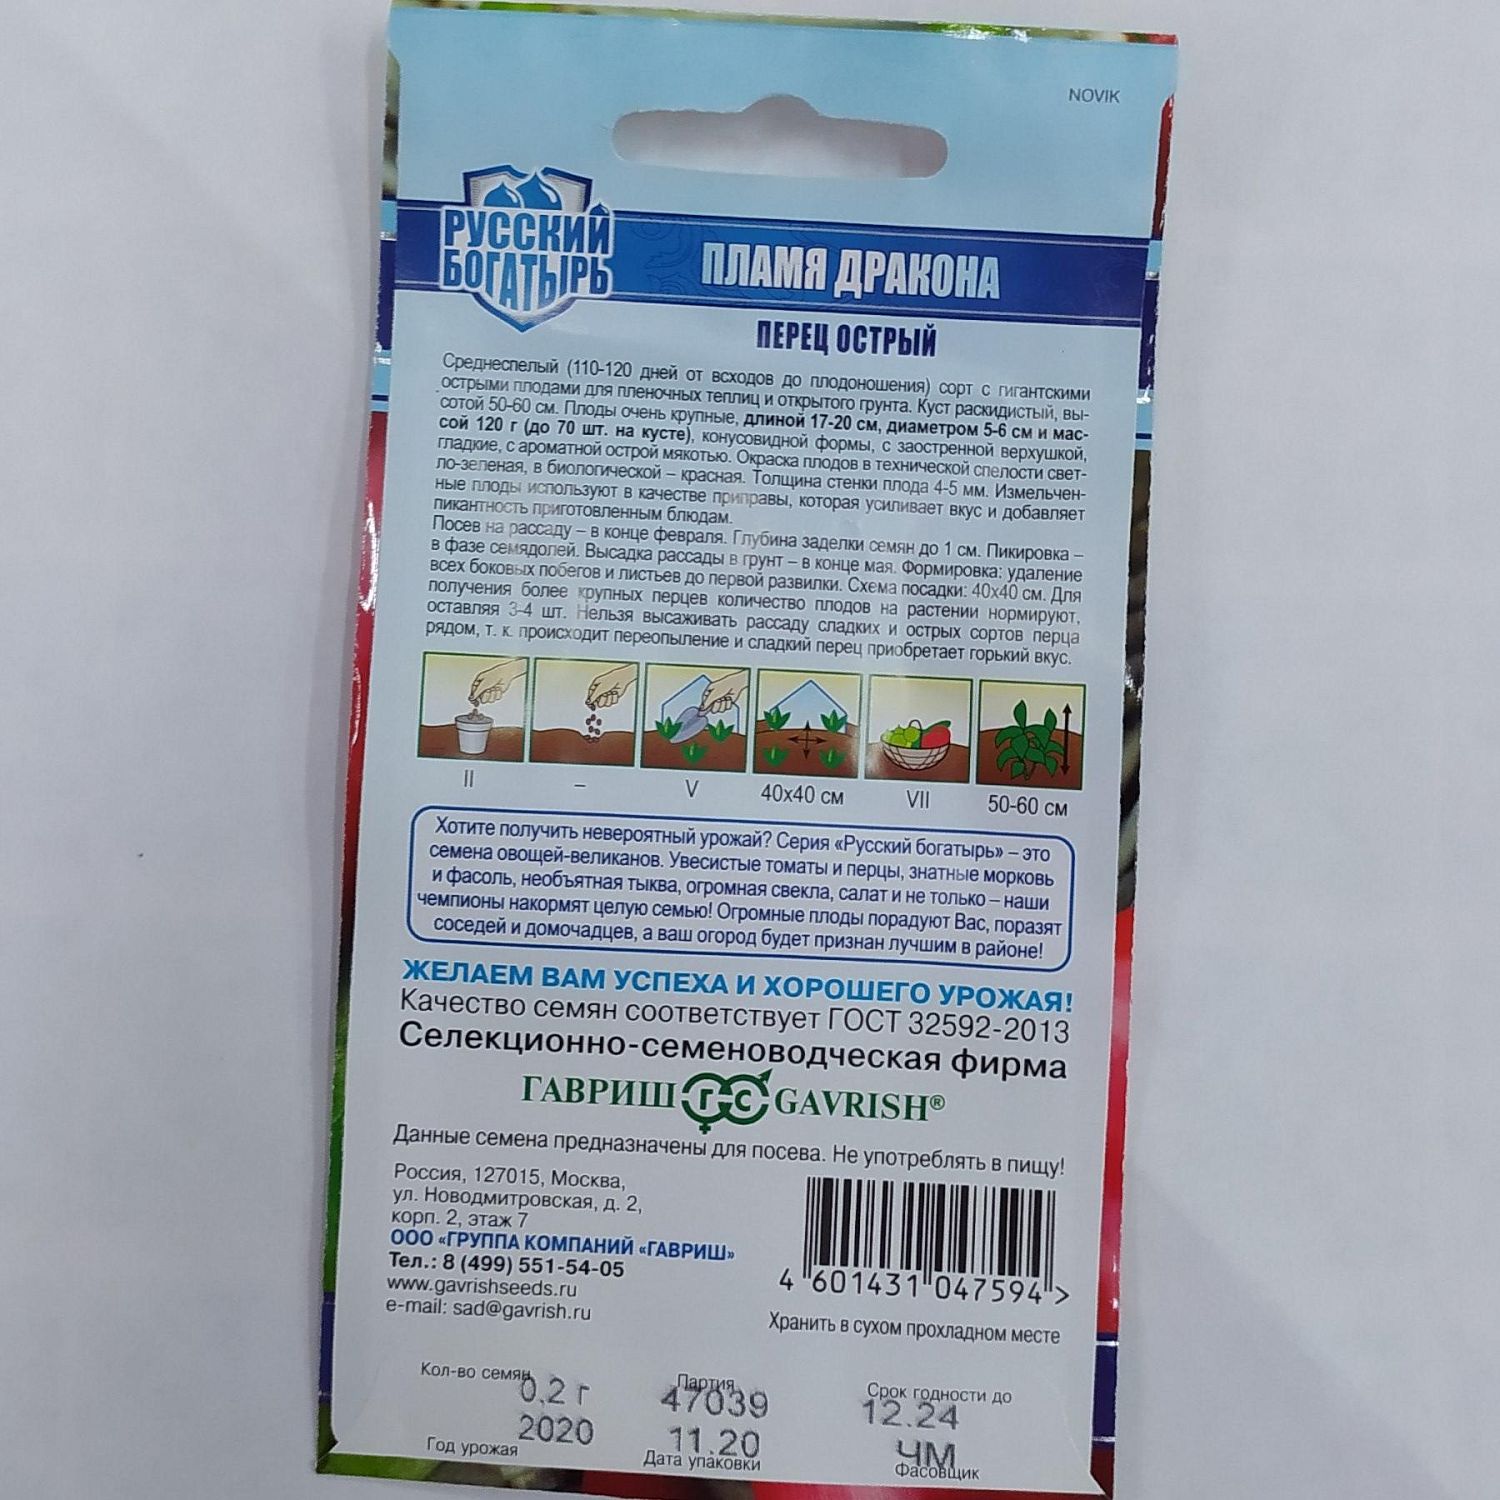 NOVIK
РУССКИЙ
БОГАТЫРЬ
ПЛАМЯ ДРАКОНА
ПЕРЕЦ ОСТРЫЙ
Среднеспелый (110-120 дней от всходов до плодоношения) сорт с гигантскими
острыми плодами для пленочных теплиц и открытого грунта. Куст раскидистый, вы-
сотой 50-60 см. Плоды очень крупные, длиной 17-20 см, диаметром 5-6 см и мас-
сой 120 г (до 70 шт. на кусте), конусовидной формы, с заостренной верхушкой,
гладкие, с ароматной острой мякотью. Окраска плодов в технической спелости свет-
ло-зеленая, в биологической – красная. Толщина стенки плода 4-5 мм. Измельчен-
ные плоды используют в качестве приправы, которая усиливает вкус и добавляет
пикантность приготовленным блюдам.
Посев на рассаду – в конце февраля. Глубина заделки семян до 1 см. Пикировка –
в фазе семядолей. Высадка рассады в грунт – в конце мая. Формировка: удаление
всех боковых побегов и листьев до первой развилки. Схема посадки: 40х40 см. Для
получения более крупных перцев количество плодов на растении нормируют,
оставляя 3-4 шт. Нельзя высаживать рассаду сладких и острых сортов перца
рядом, т. к. происходит переопыление и сладкий перец приобретает горький вкус.
II – V 40х40 см VII 50-60 см
Хотите получить невероятный урожай? Серия «Русский богатырь» – это
семена овощей-великанов. Увесистые томаты и перцы, знатные морковь
и фасоль, необъятная тыква, огромная свекла, салат и не только – наши
чемпионы накормят целую семью! Огромные плоды порадуют Вас, поразят
соседей и домочадцев, а ваш огород будет признан лучшим в районе!
ЖЕЛАЕМ ВАМ УСПЕХА И ХОРОШЕГО УРОЖАЯ!
Качество семян соответствует ГОСТ 32592-2013
Селекционно-семеноводческая фирма
ГАВРИШ ГС GAVRISH®
Данные семена предназначены для посева. Не употреблять в пищу!
Россия, 127015, Москва,
ул. Новодмитровская, д. 2,
корп. 2, этаж 7
ООО «ГРУППА КОМПАНИЙ «ГАВРИШ»
Тел.: 8 (499) 551-54-05
www.gavrishseeds.ru
e-mail: sad@gavrish.ru
4 601431 047594 >
Хранить в сухом прохладном месте
Кол-во семян Партия Срок годности до
0,2 г 47039 12.24
2020 11.20 ЧМ
Год урожая Дата упаковки Фасовщик